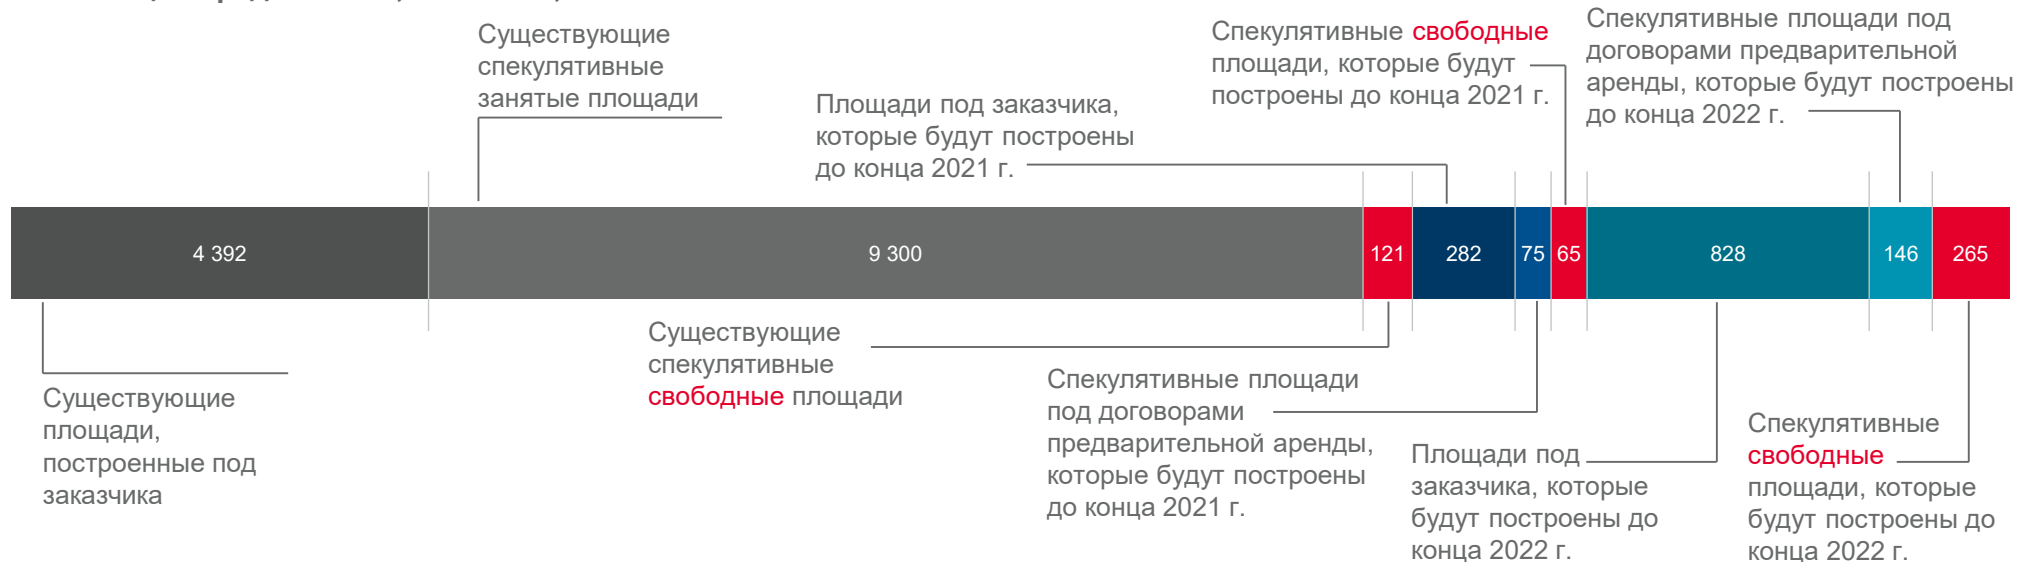 Существующие
спекулятивные
занятые площади
Площади под заказчика,
которые будут построены
до конца 2021 г.
Спекулятивные свободные
площади, которые будут
построены до конца 2021 г.
Спекулятивные площади под
договорами предварительной
аренды, которые будут построены
до конца 2022 г.
4 392
9 300
121
282
75
65
828
146
265
Существующие
площади,
построенные под
заказчика
Существующие
спекулятивные
свободные площади
Спекулятивные площади
под договорами
предварительной аренды,
которые будут построены
до конца 2021 г.
Площади под
заказчика, которые
будут построены до
конца 2022 г.
Спекулятивные
свободные
площади, которые
будут построены до
конца 2022 г.